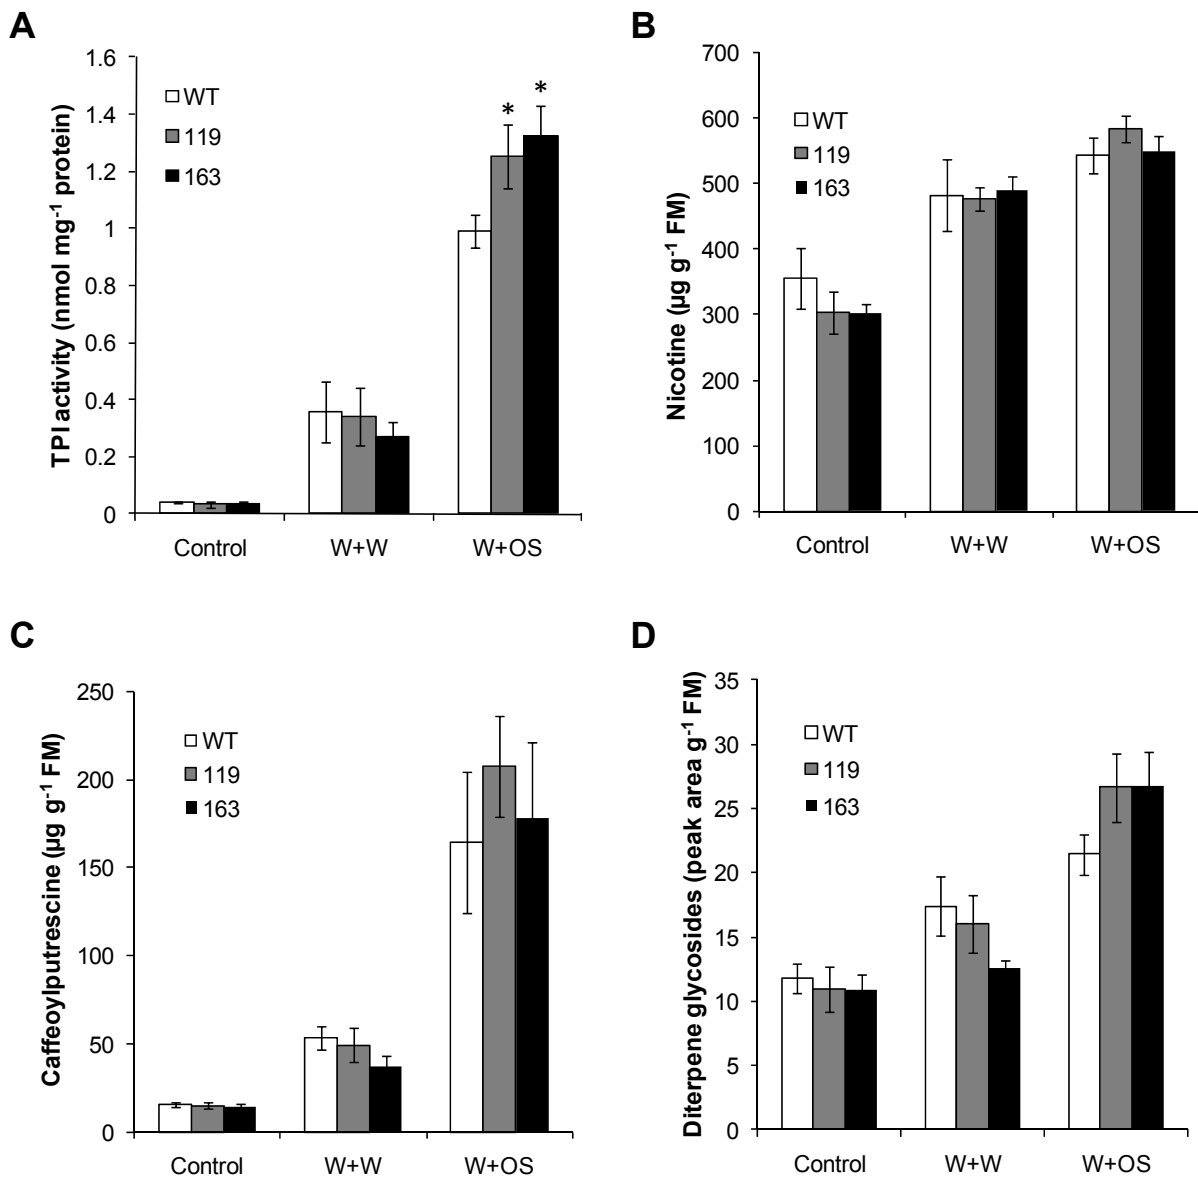 A
TPI activity (nmol mg⁻¹ protein)
1.6
1.4
1.2
1
0.8
0.6
0.4
0.2
0
WT
119
163
*
*
Control
W+W
W+OS
B
Nicotine (µg g⁻¹ FM)
700
600
500
400
300
200
100
0
WT
119
163
Control
W+W
W+OS
C
Caffeoylputrescine (µg g⁻¹ FM)
250
200
150
100
50
0
WT
119
163
Control
W+W
W+OS
D
Diterpene glycosides (peak area g⁻¹ FM)
35
30
25
20
15
10
5
0
WT
119
163
Control
W+W
W+OS